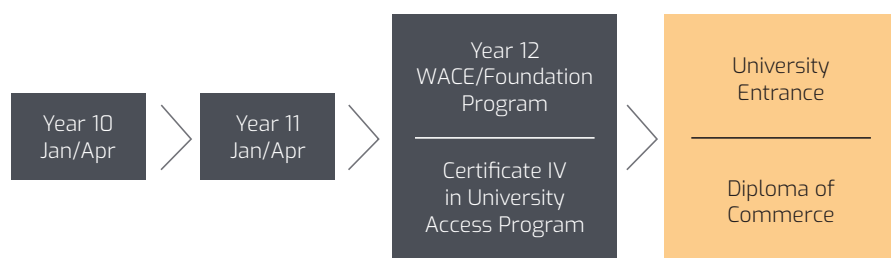 Year 10
Jan/Apr
Year 11
Jan/Apr
Year 12
WACE/Foundation
Program
Certificate IV
in University
Access Program
University
Entrance
Diploma of
Commerce